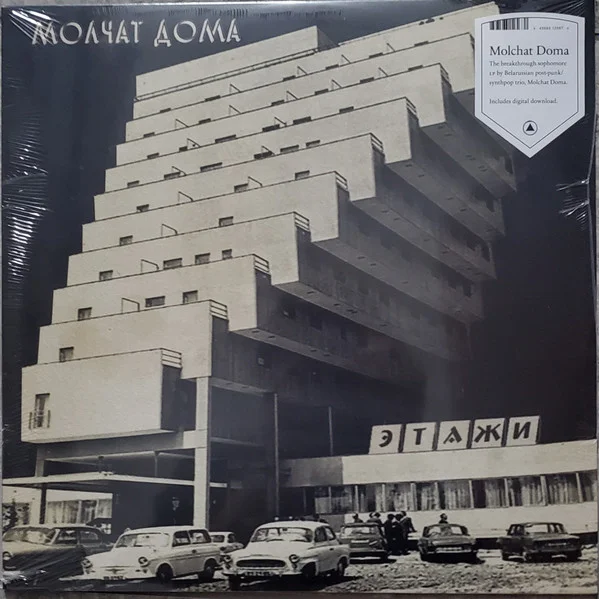 МОЛЧАТ ДОМА
Molchat Doma
The breakthrough sophomore
LP by Belarusian post-punk/
synthpop trio, Molchat Doma.
Includes digital download.
ЭТАЖИ